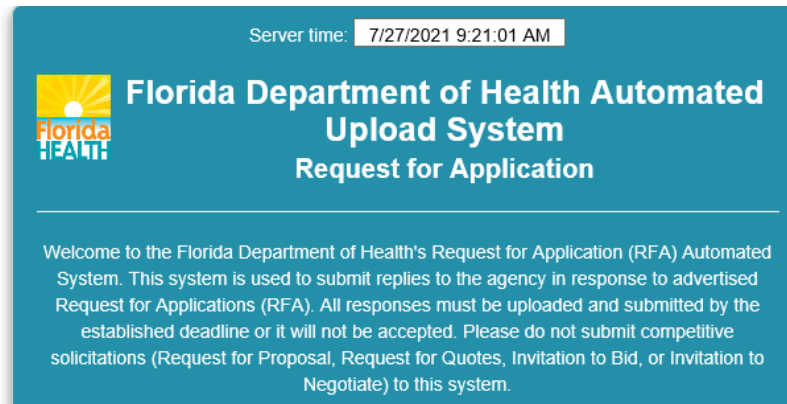 Server time: 7/27/2021 9:21:01 AM
Florida
HEALTH
Florida Department of Health Automated
Upload System
Request for Application
Welcome to the Florida Department of Health's Request for Application (RFA) Automated
System. This system is used to submit replies to the agency in response to advertised
Request for Applications (RFA). All responses must be uploaded and submitted by the
established deadline or it will not be accepted. Please do not submit competitive
solicitations (Request for Proposal, Request for Quotes, Invitation to Bid, or Invitation to
Negotiate) to this system.